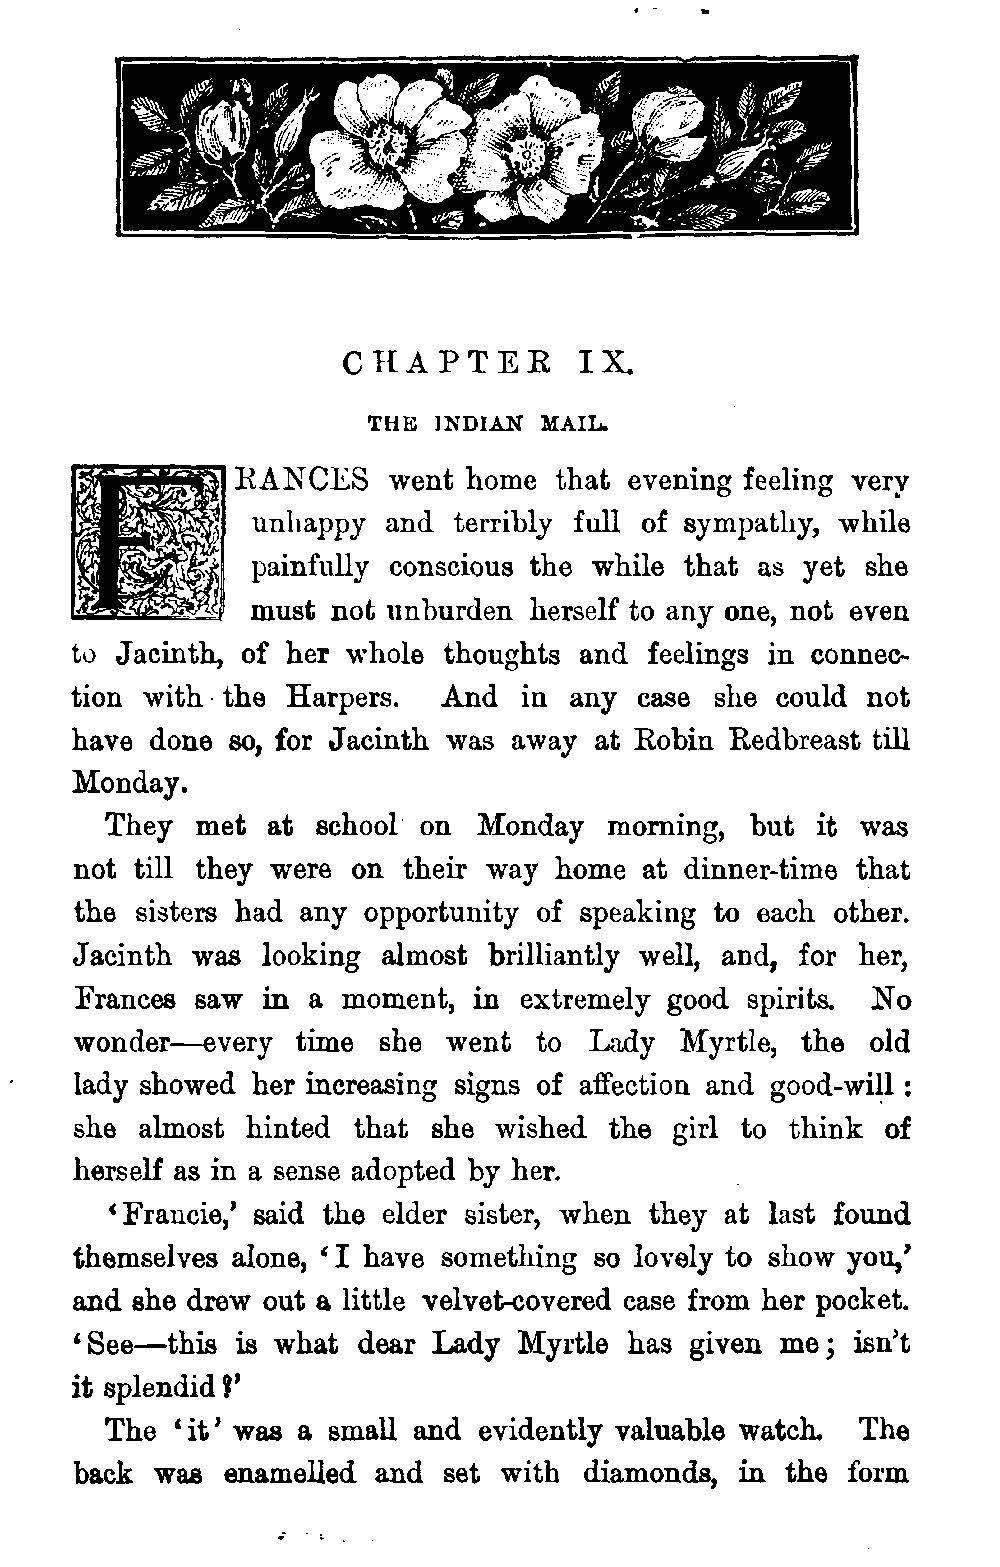 CHAPTER IX.
THE INDIAN MAIL.
FRANCES went home that evening feeling very
unhappy and terribly full of sympathy, while
painfully conscious the while that as yet she
must not unburden herself to any one, not even
to Jacinth, of her whole thoughts and feelings in connec-
tion with the Harpers. And in any case she could not
have done so, for Jacinth was away at Robin Redbreast till
Monday.
They met at school on Monday morning, but it was
not till they were on their way home at dinner-time that
the sisters had any opportunity of speaking to each other.
Jacinth was looking almost brilliantly well, and, for her,
Frances saw in a moment, in extremely good spirits. No
wonder—every time she went to Lady Myrtle, the old
lady showed her increasing signs of affection and good-will :
she almost hinted that she wished the girl to think of
herself as in a sense adopted by her.
‘Francie,’ said the elder sister, when they at last found
themselves alone, ‘I have something so lovely to show you,’
and she drew out a little velvet-covered case from her pocket.
‘See—this is what dear Lady Myrtle has given me; isn’t
it splendid?’
The ‘it’ was a small and evidently valuable watch. The
back was enamelled and set with diamonds, in the form